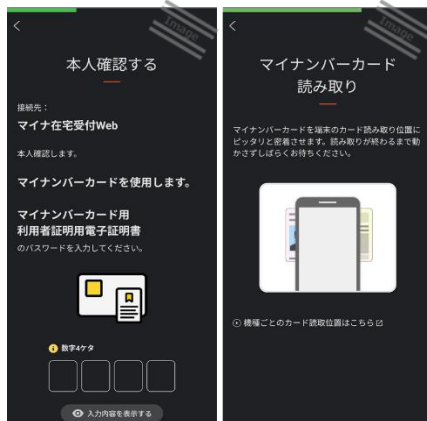 Image
本人確認する
接続先：
マイナ在宅受付Web
本人確認します。
マイナンバーカードを使用します。
マイナンバーカード用
利用者証明用電子証明書
のパスワードを入力してください。
数字4ケタ
入力内容を表示する
Image
マイナンバーカード
読み取り
マイナンバーカードを端末のカード読み取り位置に
ピッタリと密着させます。読み取りが終わるまで動
かさずしばらくお待ちください。
機種ごとのカード読取位置はこちら